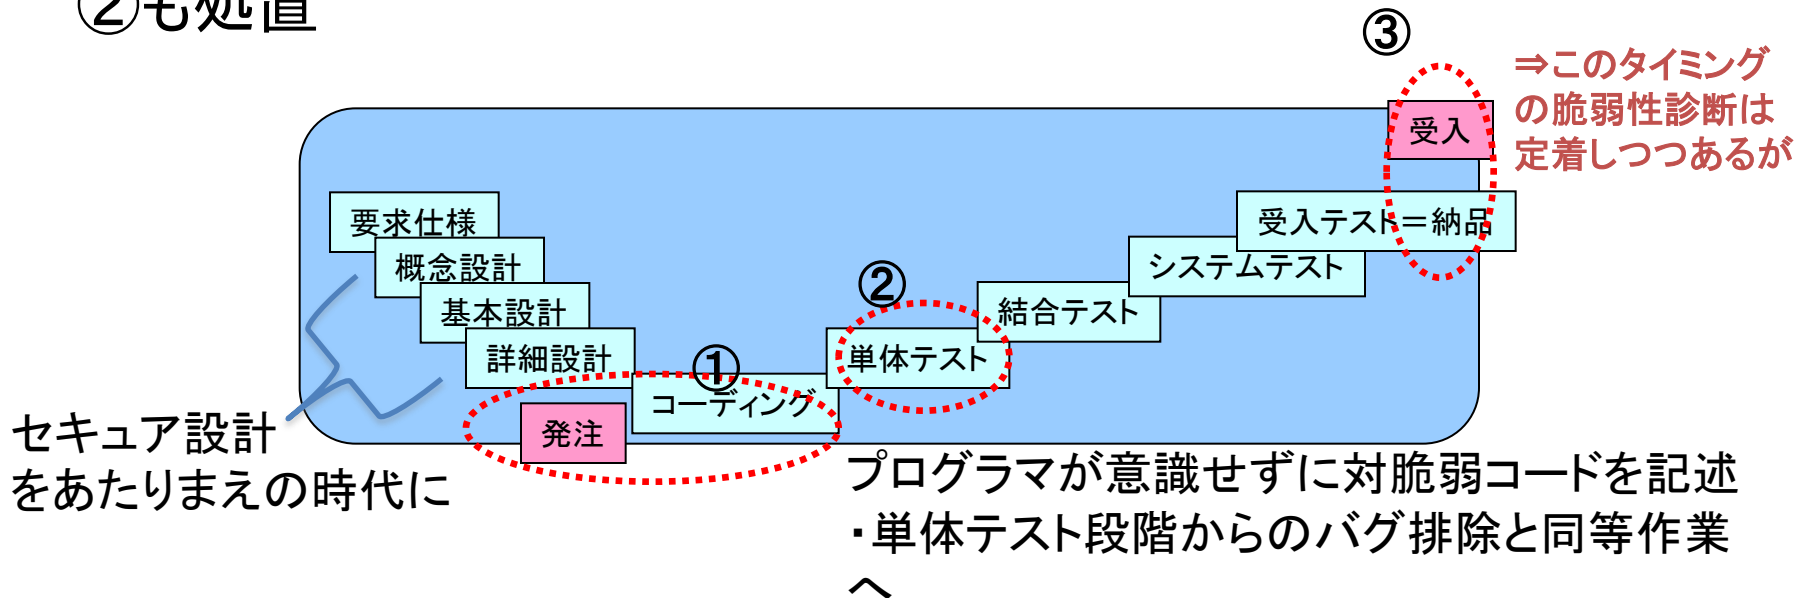 ②も処置
③
⇒このタイミング
の脆弱性診断は
定着しつつあるが
受入
要求仕様
受入テスト＝納品
概念設計
システムテスト
②
基本設計
結合テスト
詳細設計
①
単体テスト
コーディング
発注
セキュア設計
をあたりまえの時代に
プログラマが意識せずに対脆弱コードを記述
・単体テスト段階からのバグ排除と同等作業
へ